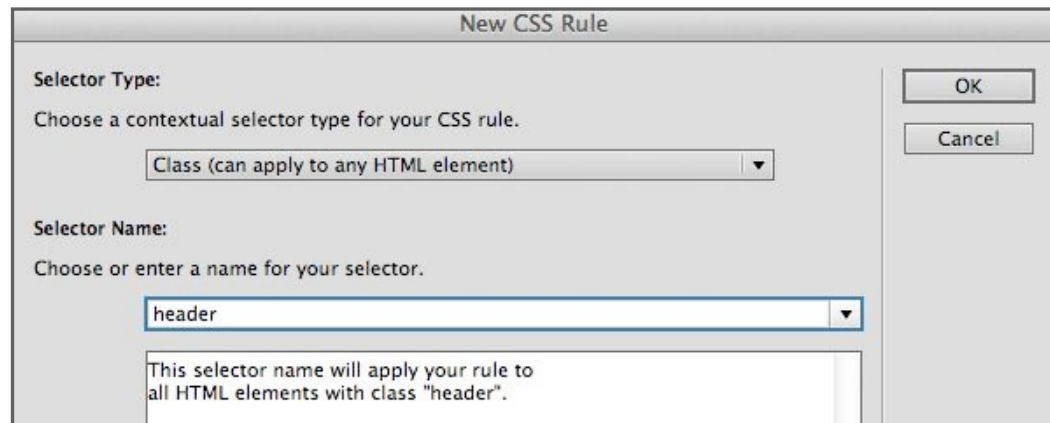 New CSS Rule
Selector Type:
OK
Choose a contextual selector type for your CSS rule.
Cancel
Class (can apply to any HTML element)
Selector Name:
Choose or enter a name for your selector.
header
This selector name will apply your rule to
all HTML elements with class "header".